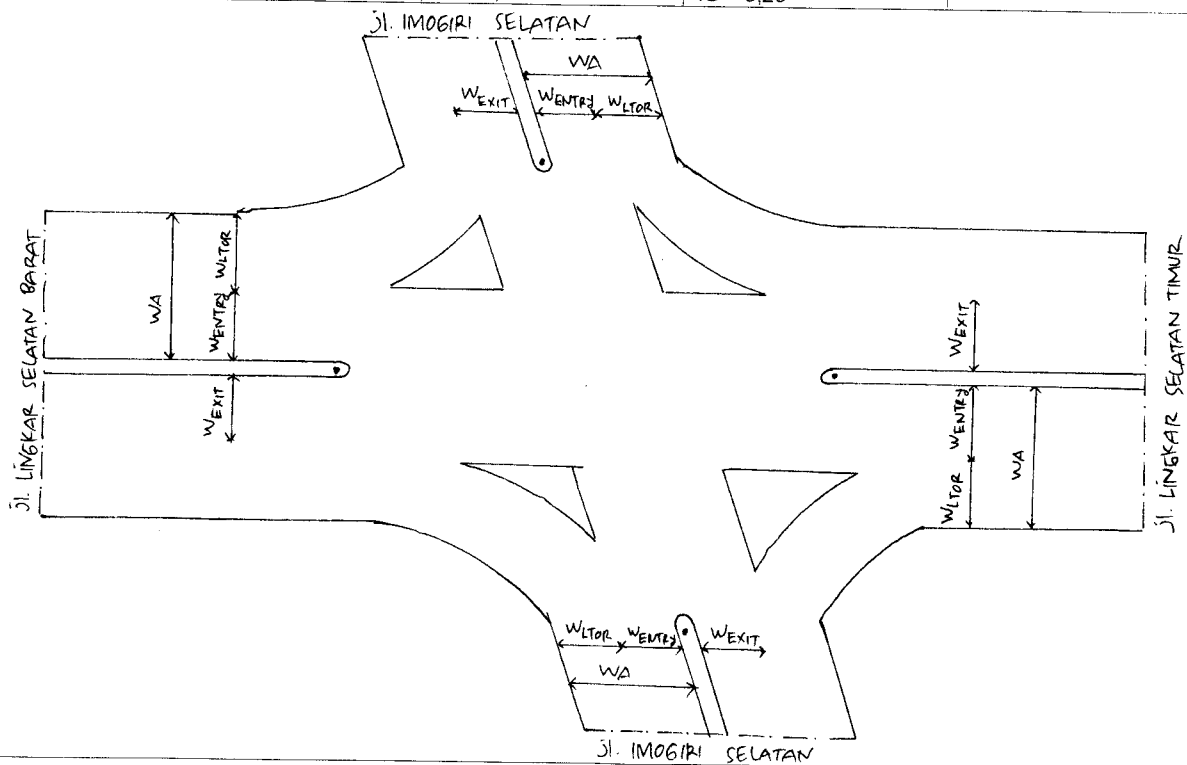 Jl. IMOGIRI SELATAN
WA
WEXIT
WENTRY
WLTOR
Jl. LINGKAR SELATAN BARAT
WA
WLTOR
WENTRY
WEXIT
WEXIT
WENTRY
WLTOR
WA
Jl. LINGKAR SELATAN TIMUR
WLTOR
WENTRY
WEXIT
WA
Jl. IMOGIRI SELATAN